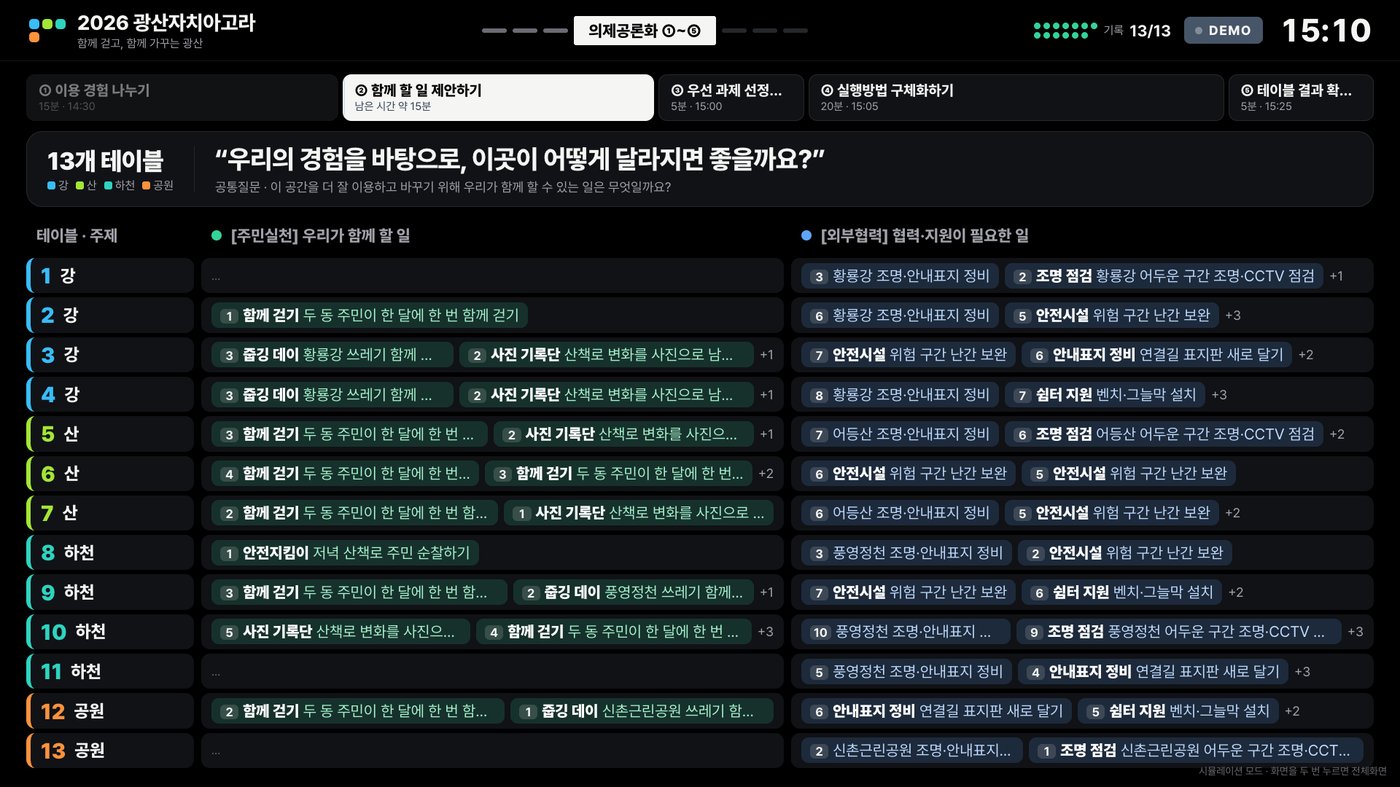 2026 광산자치아고라
함께 걷고, 함께 가꾸는 광산
의제공론화 ①~⑤
기록 13/13
DEMO
15:10
① 이용 경험 나누기
15분 · 14:30
② 함께 할 일 제안하기
남은 시간 약 15분
③ 우선 과제 선정...
5분 · 15:00
④ 실행방법 구체화하기
20분 · 15:05
⑤ 테이블 결과 확...
5분 · 15:25
13개 테이블
강 산 하천 공원
“우리의 경험을 바탕으로, 이곳이 어떻게 달라지면 좋을까요?”
공통질문 · 이 공간을 더 잘 이용하고 바꾸기 위해 우리가 함께 할 수 있는 일은 무엇일까요?
테이블 · 주제 [주민실천] 우리가 함께 할 일 [외부협력] 협력·지원이 필요한 일
1 강 ... 3 황룡강 조명·안내표지 정비 2 조명 점검 황룡강 어두운 구간 조명·CCTV 점검 +1
2 강 1 함께 걷기 두 동 주민이 한 달에 한 번 함께 걷기 6 황룡강 조명·안내표지 정비 5 안전시설 위험 구간 난간 보완 +3
3 강 3 줍깅 데이 황룡강 쓰레기 함께 ... 2 사진 기록단 산책로 변화를 사진으로 남... +1 7 안전시설 위험 구간 난간 보완 6 안내표지 정비 연결길 표지판 새로 달기 +2
4 강 3 줍깅 데이 황룡강 쓰레기 함께 ... 2 사진 기록단 산책로 변화를 사진으로 남... +1 8 황룡강 조명·안내표지 정비 7 쉼터 지원 벤치·그늘막 설치 +3
5 산 3 함께 걷기 두 동 주민이 한 달에 한 번 ... 2 사진 기록단 산책로 변화를 사진으... +1 7 어등산 조명·안내표지 정비 6 조명 점검 어등산 어두운 구간 조명·CCTV 점검 +2
6 산 4 함께 걷기 두 동 주민이 한 달에 한 번... 3 함께 걷기 두 동 주민이 한 달에 한 번... +2 6 안전시설 위험 구간 난간 보완 5 안전시설 위험 구간 난간 보완
7 산 2 함께 걷기 두 동 주민이 한 달에 한 번 함... 1 사진 기록단 산책로 변화를 사진으로 ... 6 어등산 조명·안내표지 정비 5 안전시설 위험 구간 난간 보완 +2
8 하천 1 안전지킴이 저녁 산책로 주민 순찰하기 3 풍영정천 조명·안내표지 정비 2 안전시설 위험 구간 난간 보완
9 하천 3 함께 걷기 두 동 주민이 한 달에 한 번 함... 2 줍깅 데이 풍영정천 쓰레기 함께... +1 7 안전시설 위험 구간 난간 보완 6 쉼터 지원 벤치·그늘막 설치 +2
10 하천 5 사진 기록단 산책로 변화를 사진으... 4 함께 걷기 두 동 주민이 한 달에 한 번 ... +3 10 풍영정천 조명·안내표지 ... 9 조명 점검 풍영정천 어두운 구간 조명·CCTV ... +3
11 하천 ... 5 풍영정천 조명·안내표지 정비 4 안내표지 정비 연결길 표지판 새로 달기 +3
12 공원 2 함께 걷기 두 동 주민이 한 달에 한 번 함... 1 줍깅 데이 신촌근린공원 쓰레기 함... 6 안내표지 정비 연결길 표지판 새로 달기 5 쉼터 지원 벤치·그늘막 설치 +2
13 공원 ... 2 신촌근린공원 조명·안내표지... 1 조명 점검 신촌근린공원 어두운 구간 조명·CCT...
시뮬레이션 모드 · 화면을 두 번 누르면 전체화면